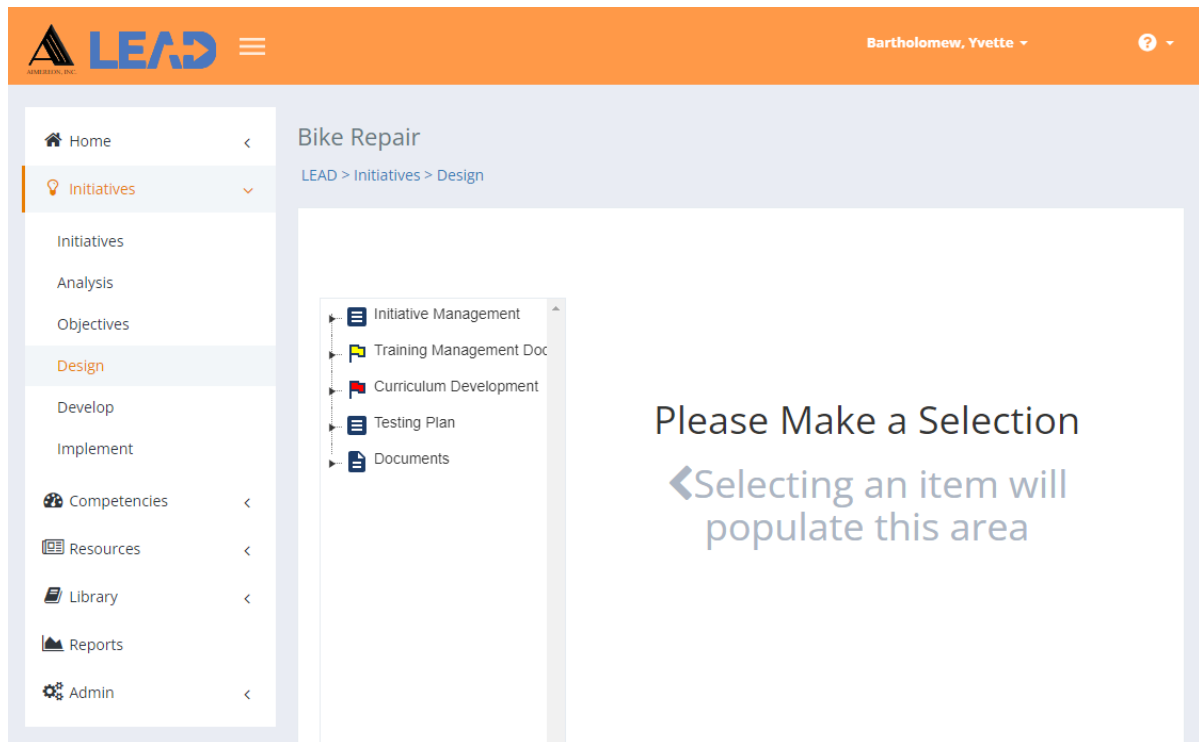 AIMEREON, INC.
LEAD
Bartholomew, Yvette
Home
Initiatives
Initiatives
Analysis
Objectives
Design
Develop
Implement
Competencies
Resources
Library
Reports
Admin
Bike Repair
LEAD > Initiatives > Design
Initiative Management
Training Management Doc
Curriculum Development
Testing Plan
Documents
Please Make a Selection
Selecting an item will
populate this area